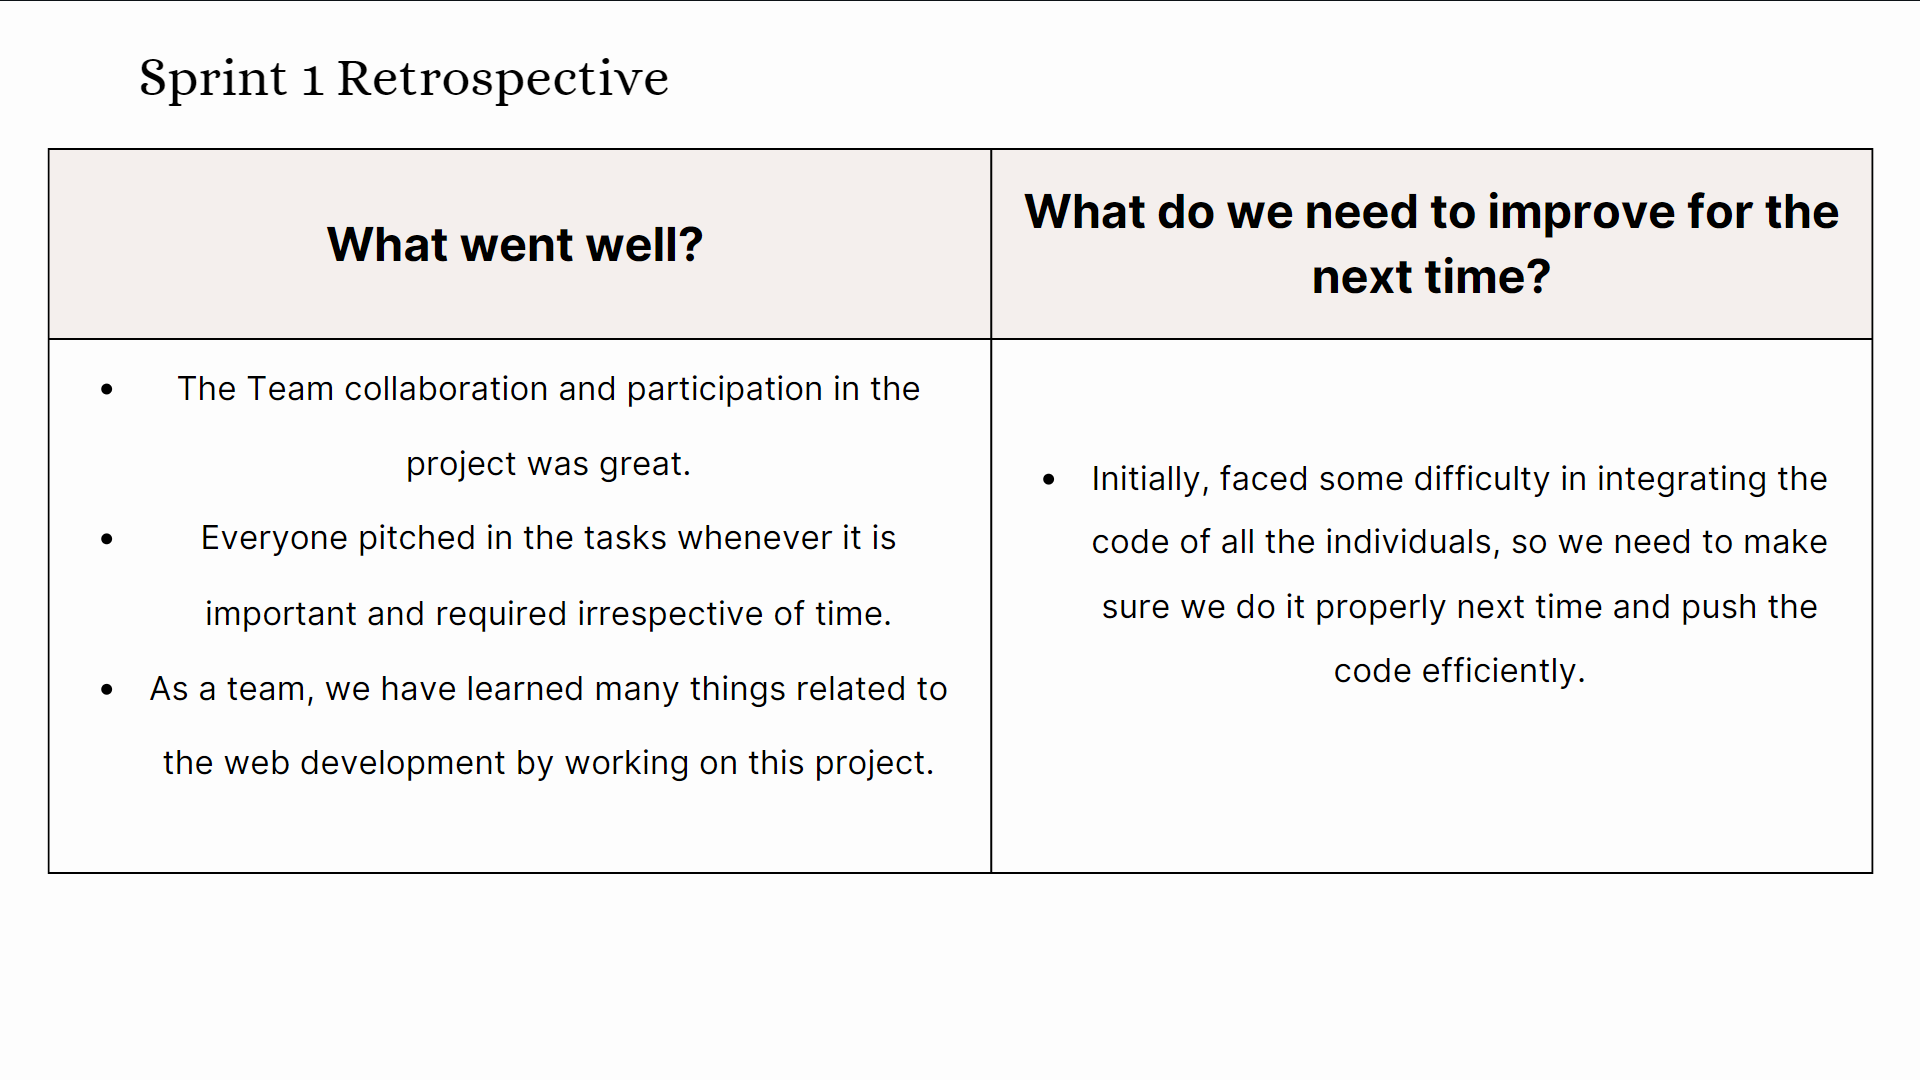 Sprint 1 Retrospective
What went well?
What do we need to improve for the
next time?
• The Team collaboration and participation in the
project was great.
• Everyone pitched in the tasks whenever it is
important and required irrespective of time.
• As a team, we have learned many things related to
the web development by working on this project.
• Initially, faced some difficulty in integrating the
code of all the individuals, so we need to make
sure we do it properly next time and push the
code efficiently.